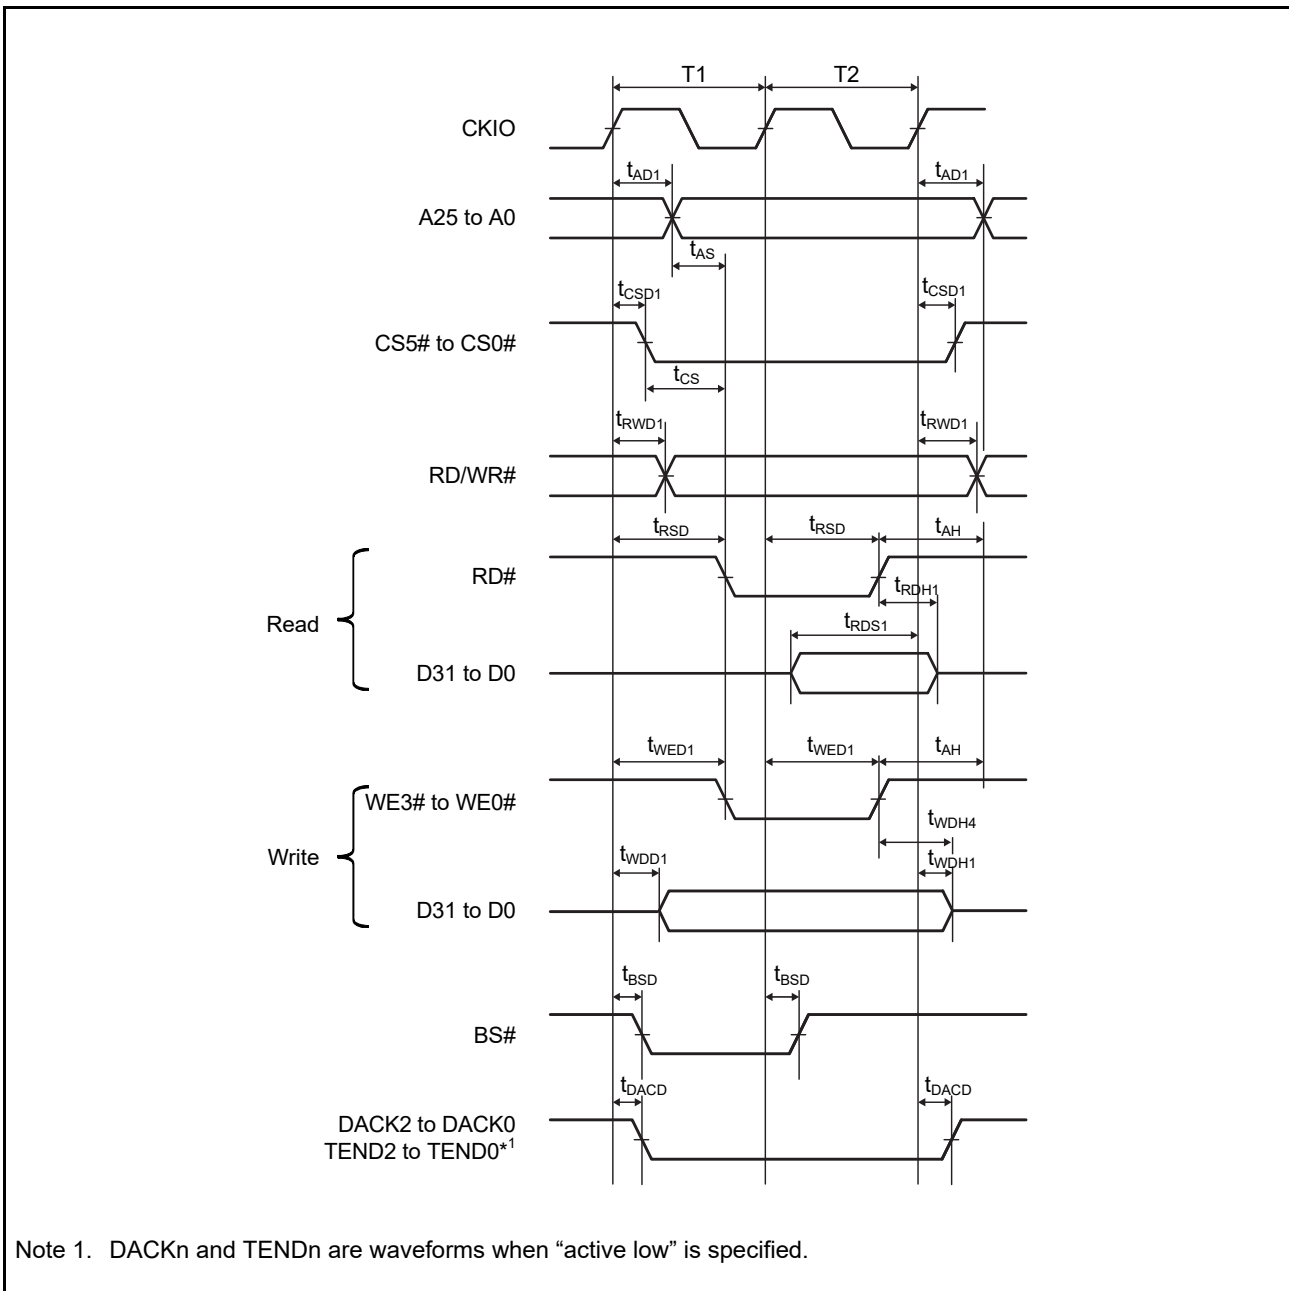 T1 T2
CKIO
tAD1 tAD1
A25 to A0
tAS
tCSD1 tCSD1
CS5# to CS0#
tCS
tRWD1 tRWD1
RD/WR#
tRSD tRSD tAH
RD#
tRDH1
Read
tRDS1
D31 to D0
tWED1 tWED1 tAH
WE3# to WE0#
tWDH4
Write
tWDD1 tWDH1
D31 to D0
tBSD tBSD
BS#
tDACD tDACD
DACK2 to DACK0
TEND2 to TEND0*1
Note 1. DACKn and TENDn are waveforms when “active low” is specified.